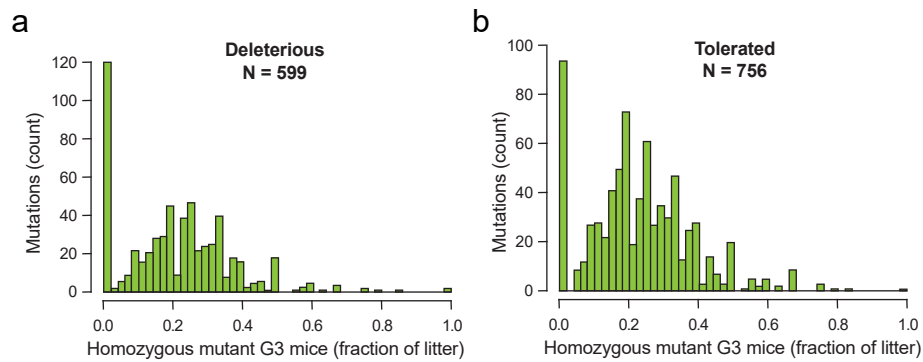 a
Deleterious
N = 599
Mutations (count)
120
100
80
60
40
20
0
0.0 0.2 0.4 0.6 0.8 1.0
Homozygous mutant G3 mice (fraction of litter)
b
Tolerated
N = 756
Mutations (count)
100
80
60
40
20
0
0.0 0.2 0.4 0.6 0.8 1.0
Homozygous mutant G3 mice (fraction of litter)